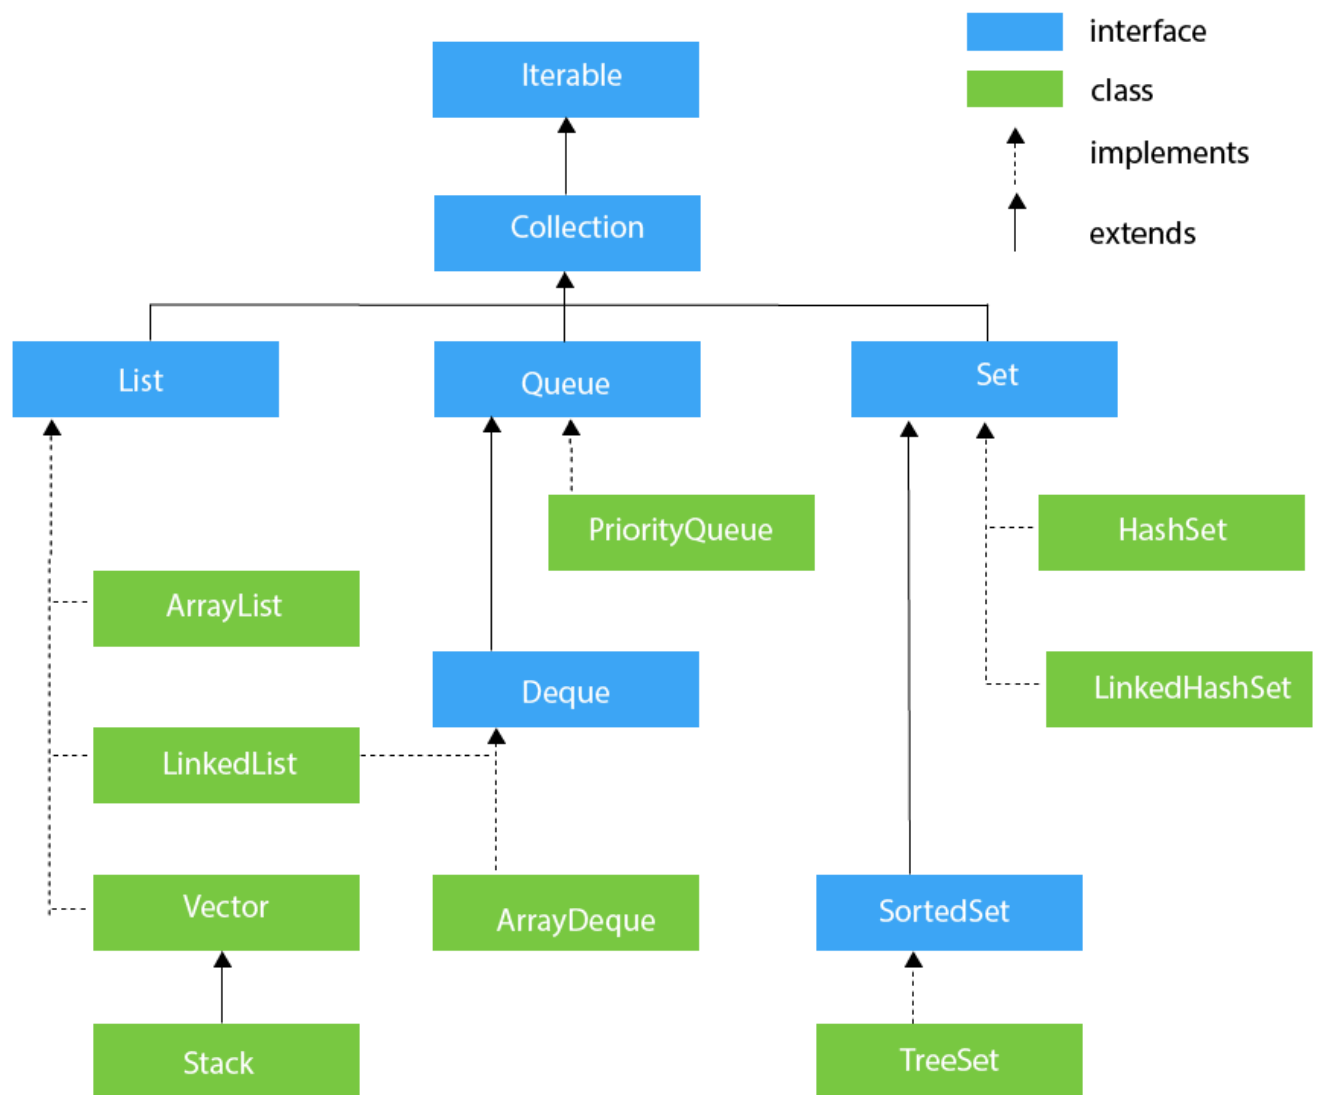 interface
Iterable
class
implements
Collection
extends
List
Queue
Set
PriorityQueue
HashSet
ArrayList
Deque
LinkedHashSet
LinkedList
Vector
ArrayDeque
SortedSet
Stack
TreeSet